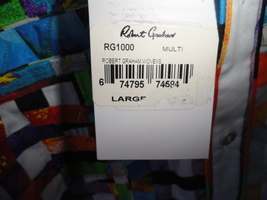 Robert Graham
RG1000 MULTI
ROBERT GRAHAM WOVENS
6 74795 74584
LARGE